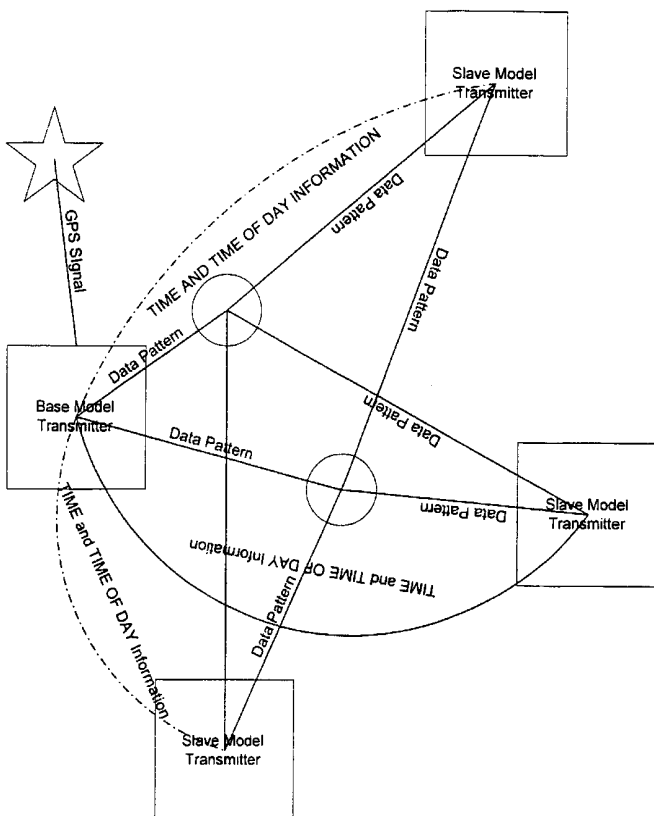 Slave Model
Transmitter
TIME AND TIME OF DAY INFORMATION
Data Pattern
GPS SIgnal
Data Pattern
Data Pattern
Base Model
Transmitter
Data Pattern
Data Pattern
Slave Model
Transmitter
Data Pattern
TIME and TIME OF DAY Information
TIME and TIME OF DAY Information
Data Pattern
Slave Model
Transmitter